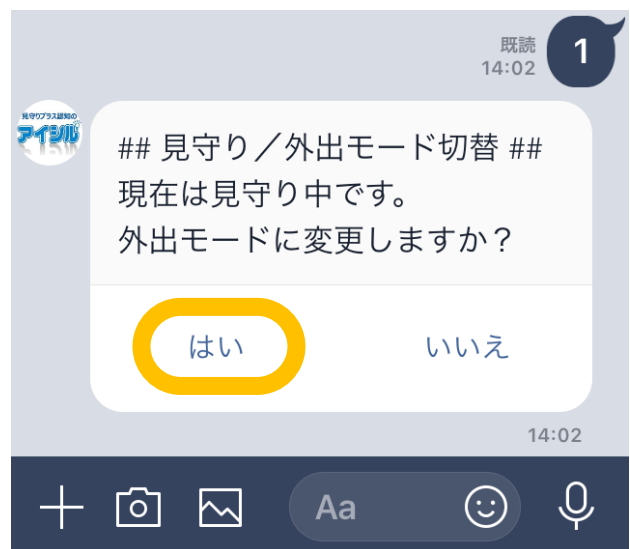 既読
14:02
1
見守りプラス認知の
アイシル
## 見守り／外出モード切替 ##
現在は見守り中です。
外出モードに変更しますか？
はい
いいえ
14:02
Aa